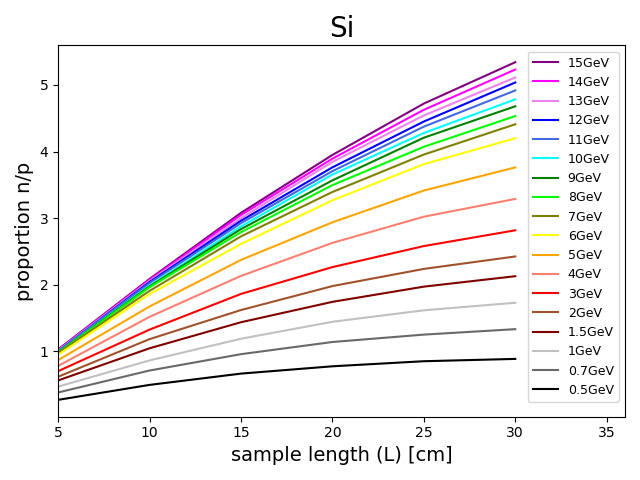 Si
proportion n/p
5
4
3
2
1
5 10 15 20 25 30 35
sample length (L) [cm]
15GeV
14GeV
13GeV
12GeV
11GeV
10GeV
9GeV
8GeV
7GeV
6GeV
5GeV
4GeV
3GeV
2GeV
1.5GeV
1GeV
0.7GeV
0.5GeV